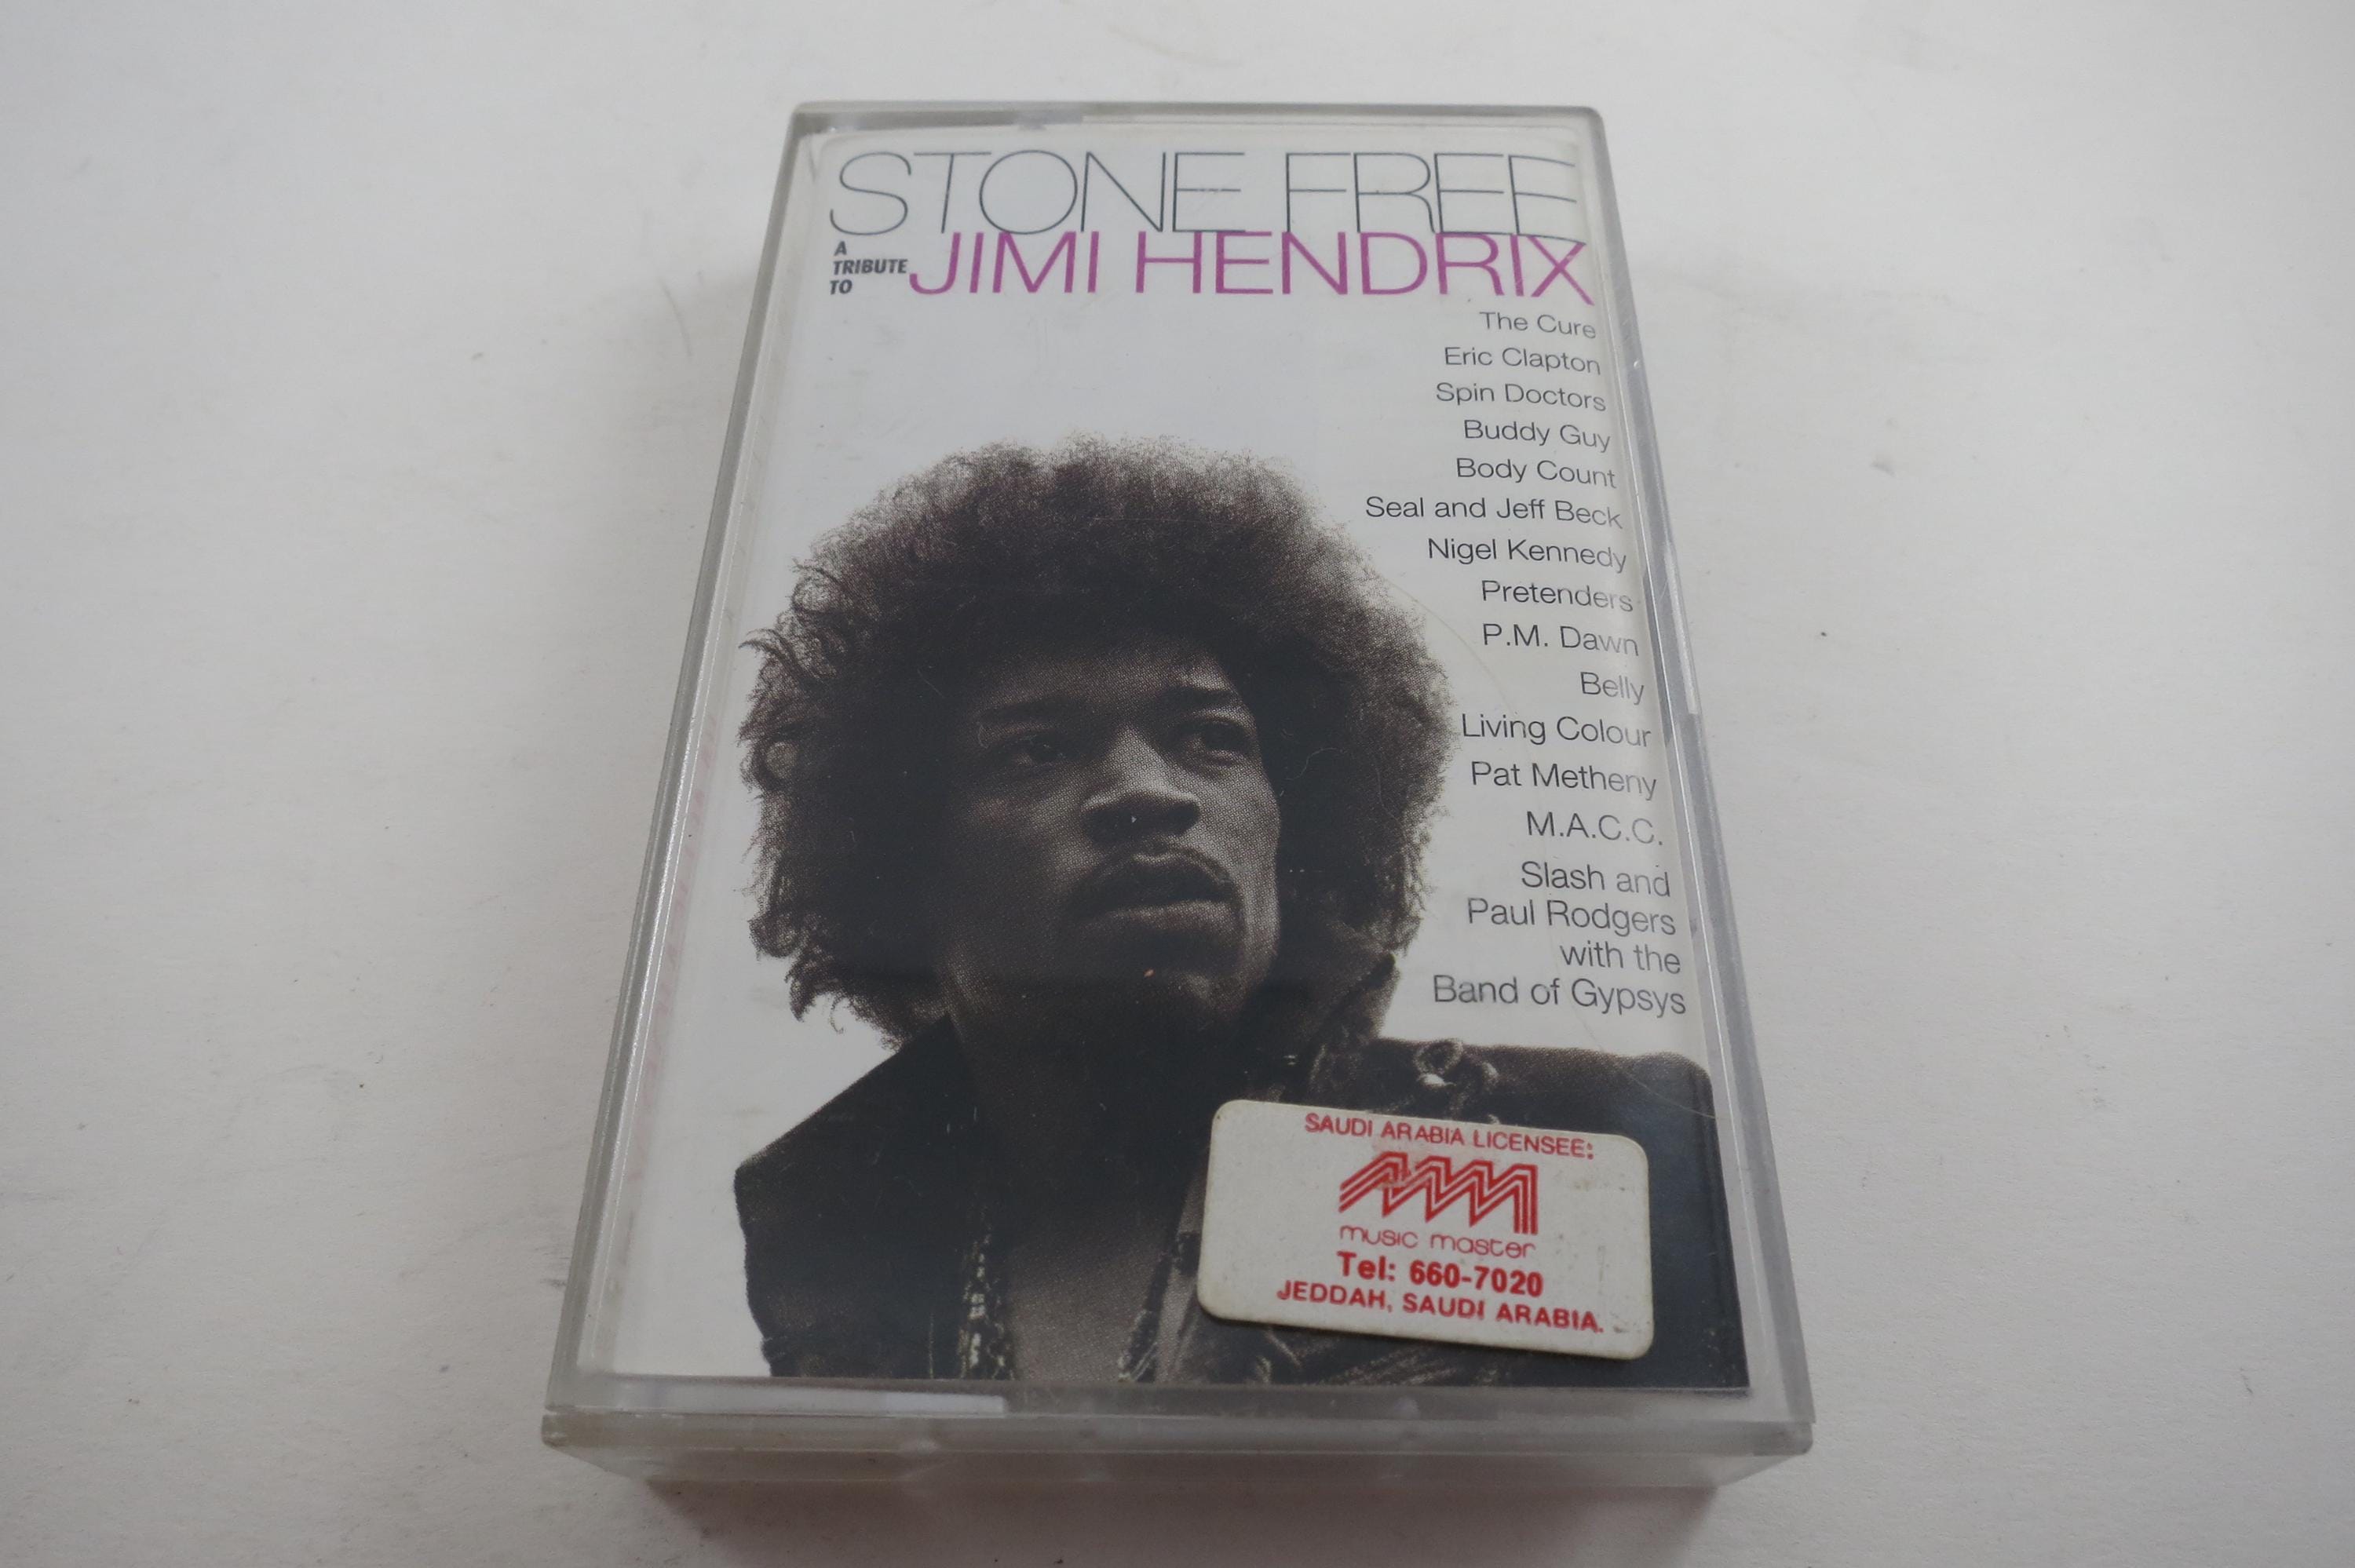 STONE FREE
A
TRIBUTE
TO
JIMI HENDRIX
The Cure
Eric Clapton
Spin Doctors
Buddy Guy
Body Count
Seal and Jeff Beck
Nigel Kennedy
Pretenders
P.M. Dawn
Belly
Living Colour
Pat Metheny
M.A.C.C.
Slash and
Paul Rodgers
with the
Band of Gypsys
SAUDI ARABIA LICENSEE:
music master
Tel: 660-7020
JEDDAH, SAUDI ARABIA.